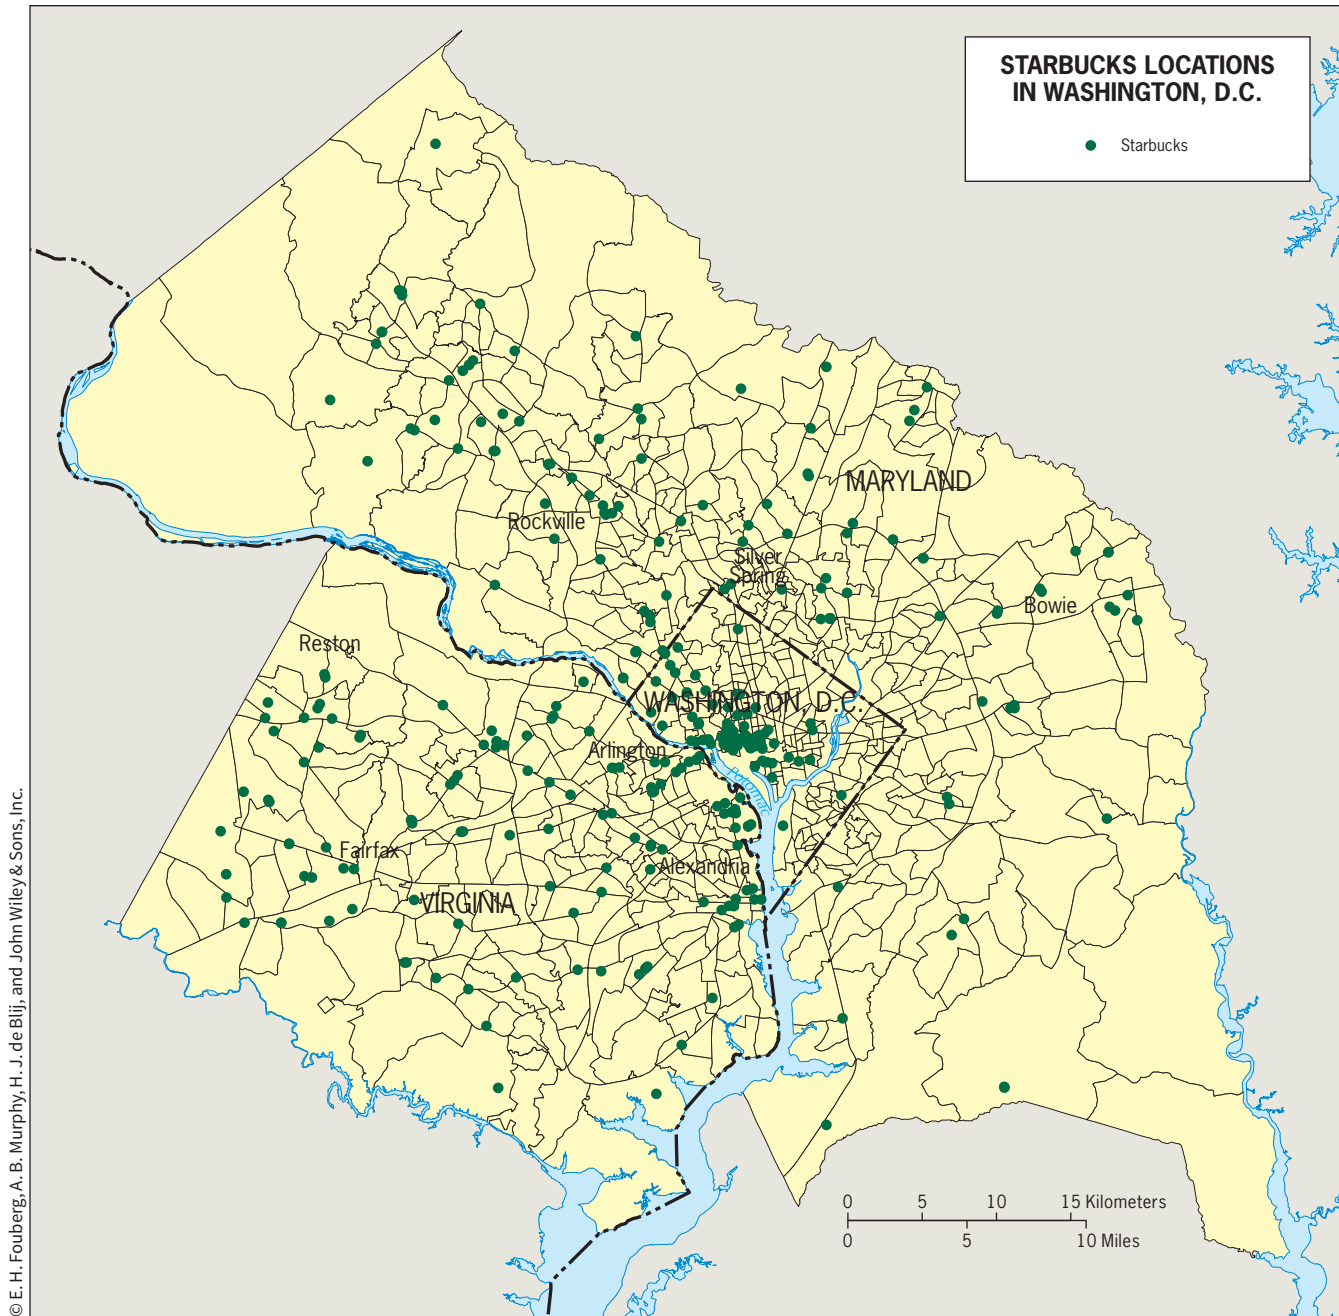 STARBUCKS LOCATIONS
IN WASHINGTON, D.C.
Starbucks
MARYLAND
Rockville
Silver
Spring
Bowie
Reston
WASHINGTON, D.C.
Arlington
Potomac
Fairfax
Alexandria
VIRGINIA
0 5 10 15 Kilometers
0 5 10 Miles
© E. H. Fouberg, A. B. Murphy, H. J. de Blij, and John Wiley & Sons, Inc.